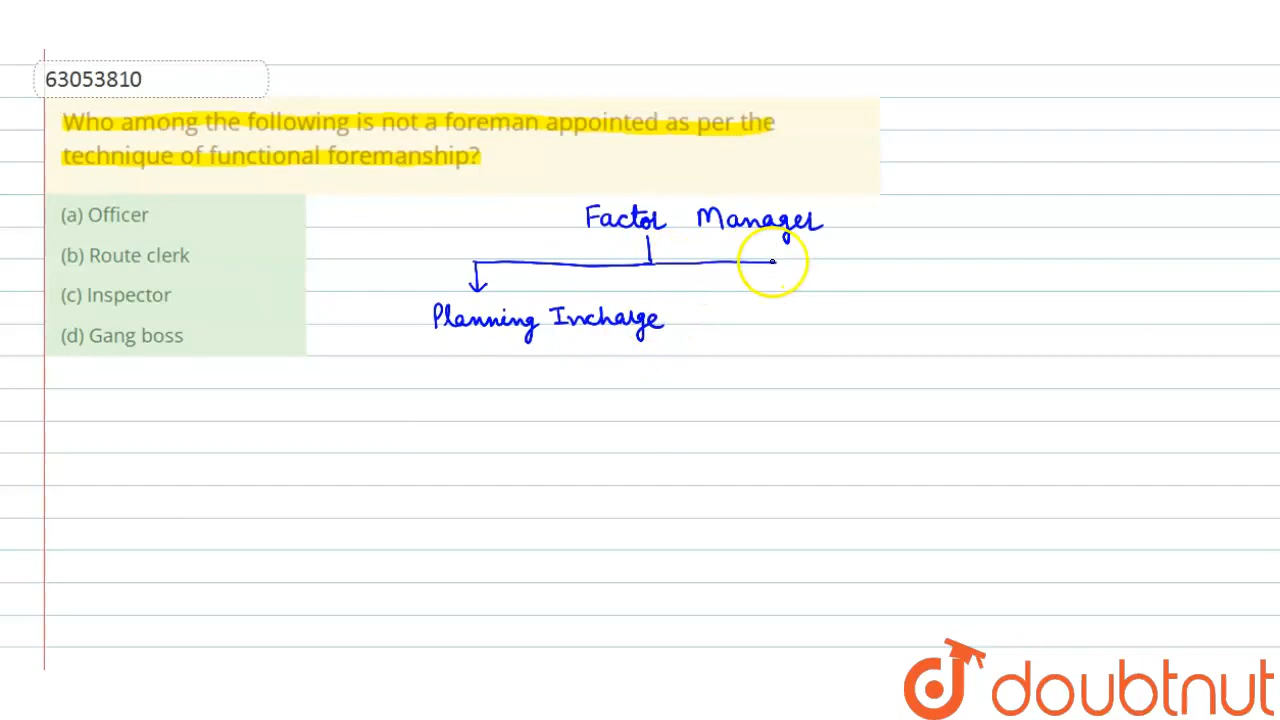 63053810
Who among the following is not a foreman appointed as per the
technique of functional foremanship?
(a) Officer
(b) Route clerk
(c) Inspector
(d) Gang boss
Factor Manager
Planning Incharge
doubtnut